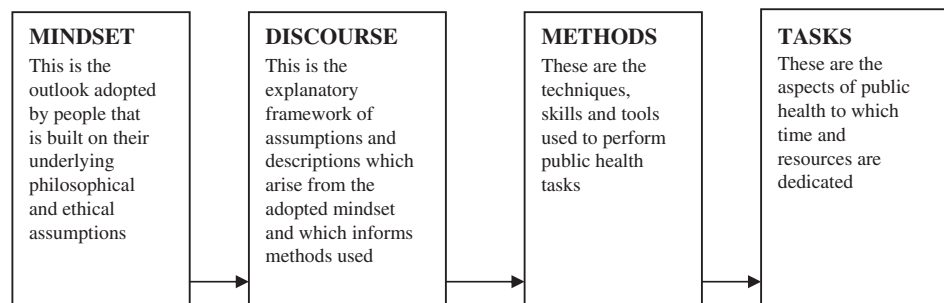 MINDSET
This is the
outlook adopted
by people that
is built on their
underlying
philosophical
and ethical
assumptions
DISCOURSE
This is the
explanatory
framework of
assumptions and
descriptions which
arise from the
adopted mindset
and which informs
methods used
METHODS
These are the
techniques,
skills and tools
used to perform
public health
tasks
TASKS
These are the
aspects of public
health to which
time and
resources are
dedicated